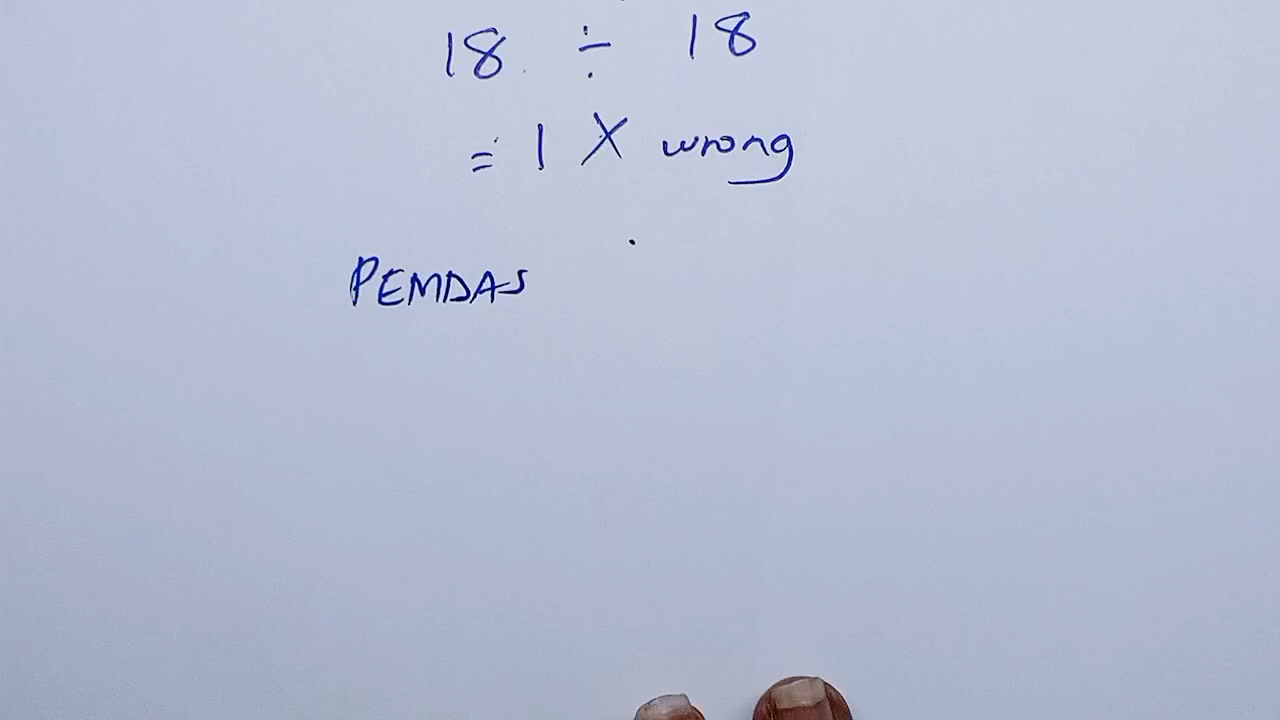 18 ÷ 18
= 1 X wrong
PEMDAS